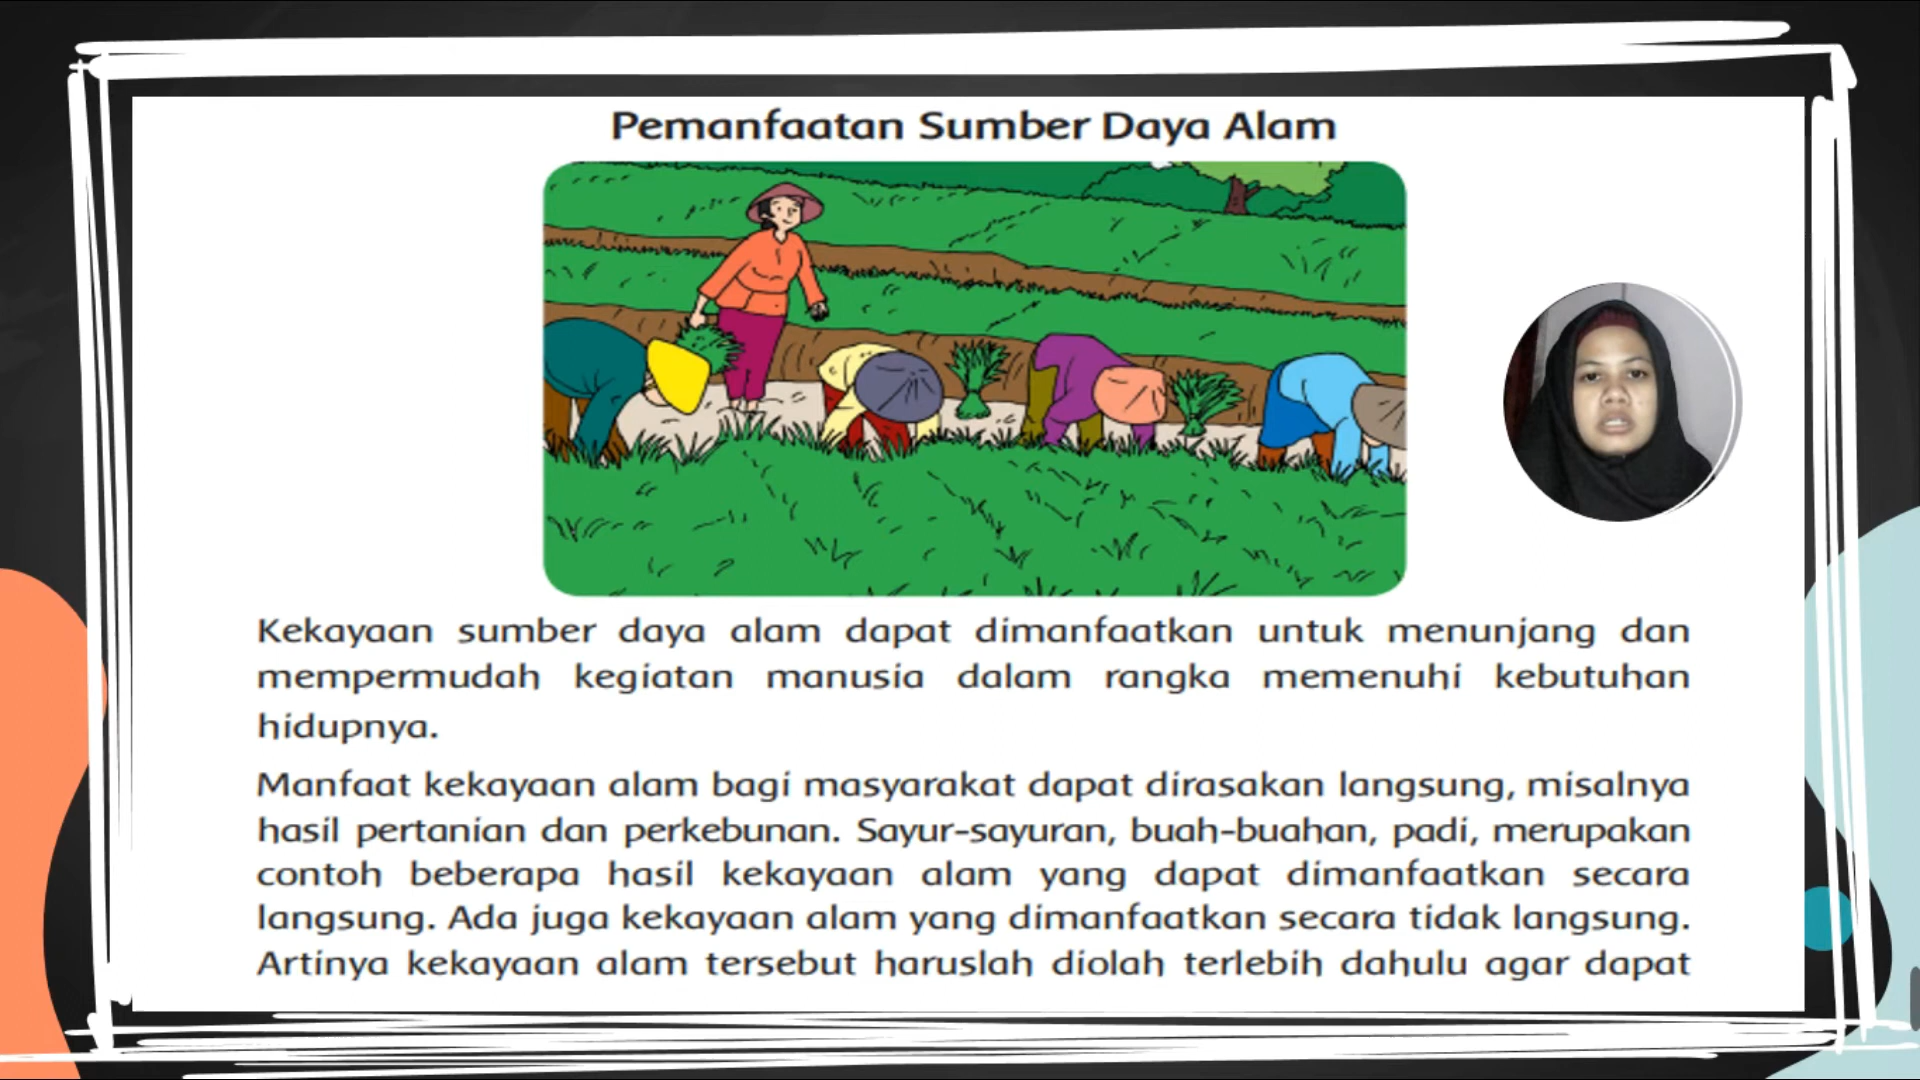 Pemanfaatan Sumber Daya Alam
Kekayaan sumber daya alam dapat dimanfaatkan untuk menunjang dan
mempermudah kegiatan manusia dalam rangka memenuhi kebutuhan
hidupnya.
Manfaat kekayaan alam bagi masyarakat dapat dirasakan langsung, misalnya
hasil pertanian dan perkebunan. Sayur-sayuran, buah-buahan, padi, merupakan
contoh beberapa hasil kekayaan alam yang dapat dimanfaatkan secara
langsung. Ada juga kekayaan alam yang dimanfaatkan secara tidak langsung.
Artinya kekayaan alam tersebut haruslah diolah terlebih dahulu agar dapat